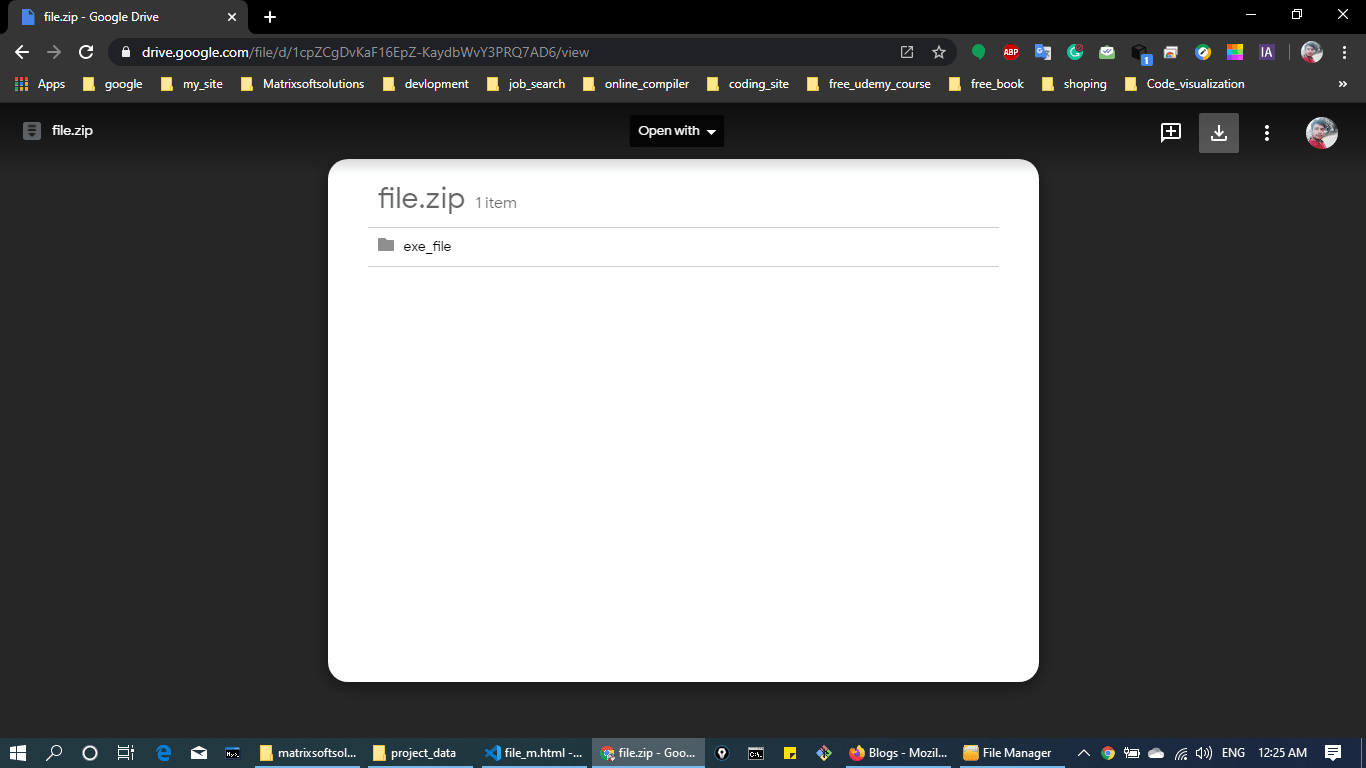 file.zip - Google Drive
drive.google.com/file/d/1cpZCgDvKaF16EpZ-KaydbWvY3PRQ7AD6/view
ABP
1
IA
Apps google my_site Matrixsoftsolutions devlopment job_search online_compiler coding_site free_udemy_course free_book shoping Code_visualization »
file.zip
Open with
file.zip 1 item
exe_file
matrixsoftsol... project_data file_m.html -... file.zip - Goo... Blogs - Mozil... File Manager ENG 12:25 AM